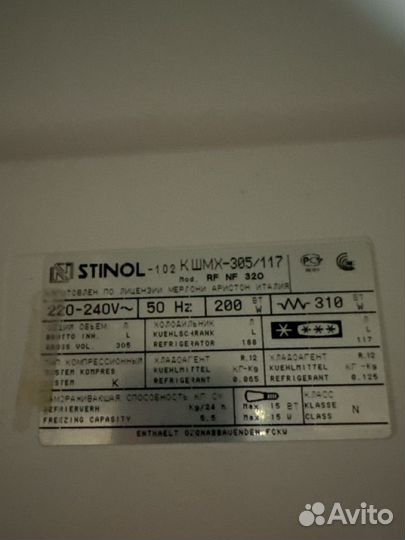 STINOL -102 КШМХ-305/117
Mod. RF NF 320
ИЗГОТОВЛЕН ПО ЛИЦЕНЗИИ МЕРЛОНИ АРИСТОН ИТАЛИЯ
220-240V~ 50 Hz 200 ВТ W 310 ВТ W
ОБЩИЙ ОБЪЕМ Л ХОЛОДИЛЬНИК Л Л
BRUTTO INH. L KUEHLSCHRANK L L
GROSS VOL. 305 REFRIGERATOR 188 117
ТИП КОМПРЕССИОННЫЙ ХЛАДОАГЕНТ R.12 ХЛАДОАГЕНТ R.12
SYSTEM KOMPRES KUEHLMITTEL КГ-Kg KUEHLMITTEL КГ-Kg
SYSTEM K REFRIGERANT 0.065 REFRIGERANT 0.125
ЗАМОРАЖИВАЮЩАЯ СПОСОБНОСТЬ КГ СУ. Max 15 ВТ КЛАСС
GEFRIERVERM Kg/24 h Max 15 W KLASSE N
FREEZING CAPACITY 5.5 CLASSE
ENTHAELT OZONABBAUENDEN FCKW
Avito